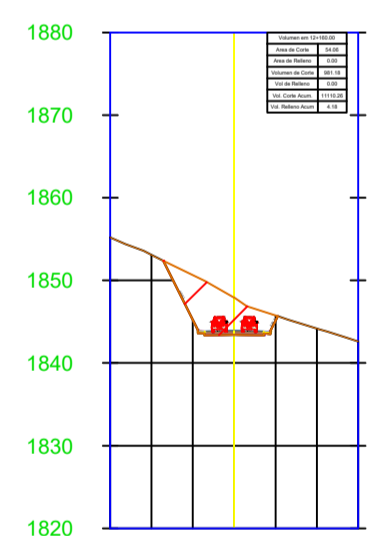 1880
Volumen em 12+160.00
Area de Corte 54.08
Area de Relleno 0.00
Volumen de Corte 981.18
Vol de Relleno 0.00
Vol. Corte Acum 11110.26
Vol. Relleno Acum 4.18
1870
1860
1850
1840
1830
1820